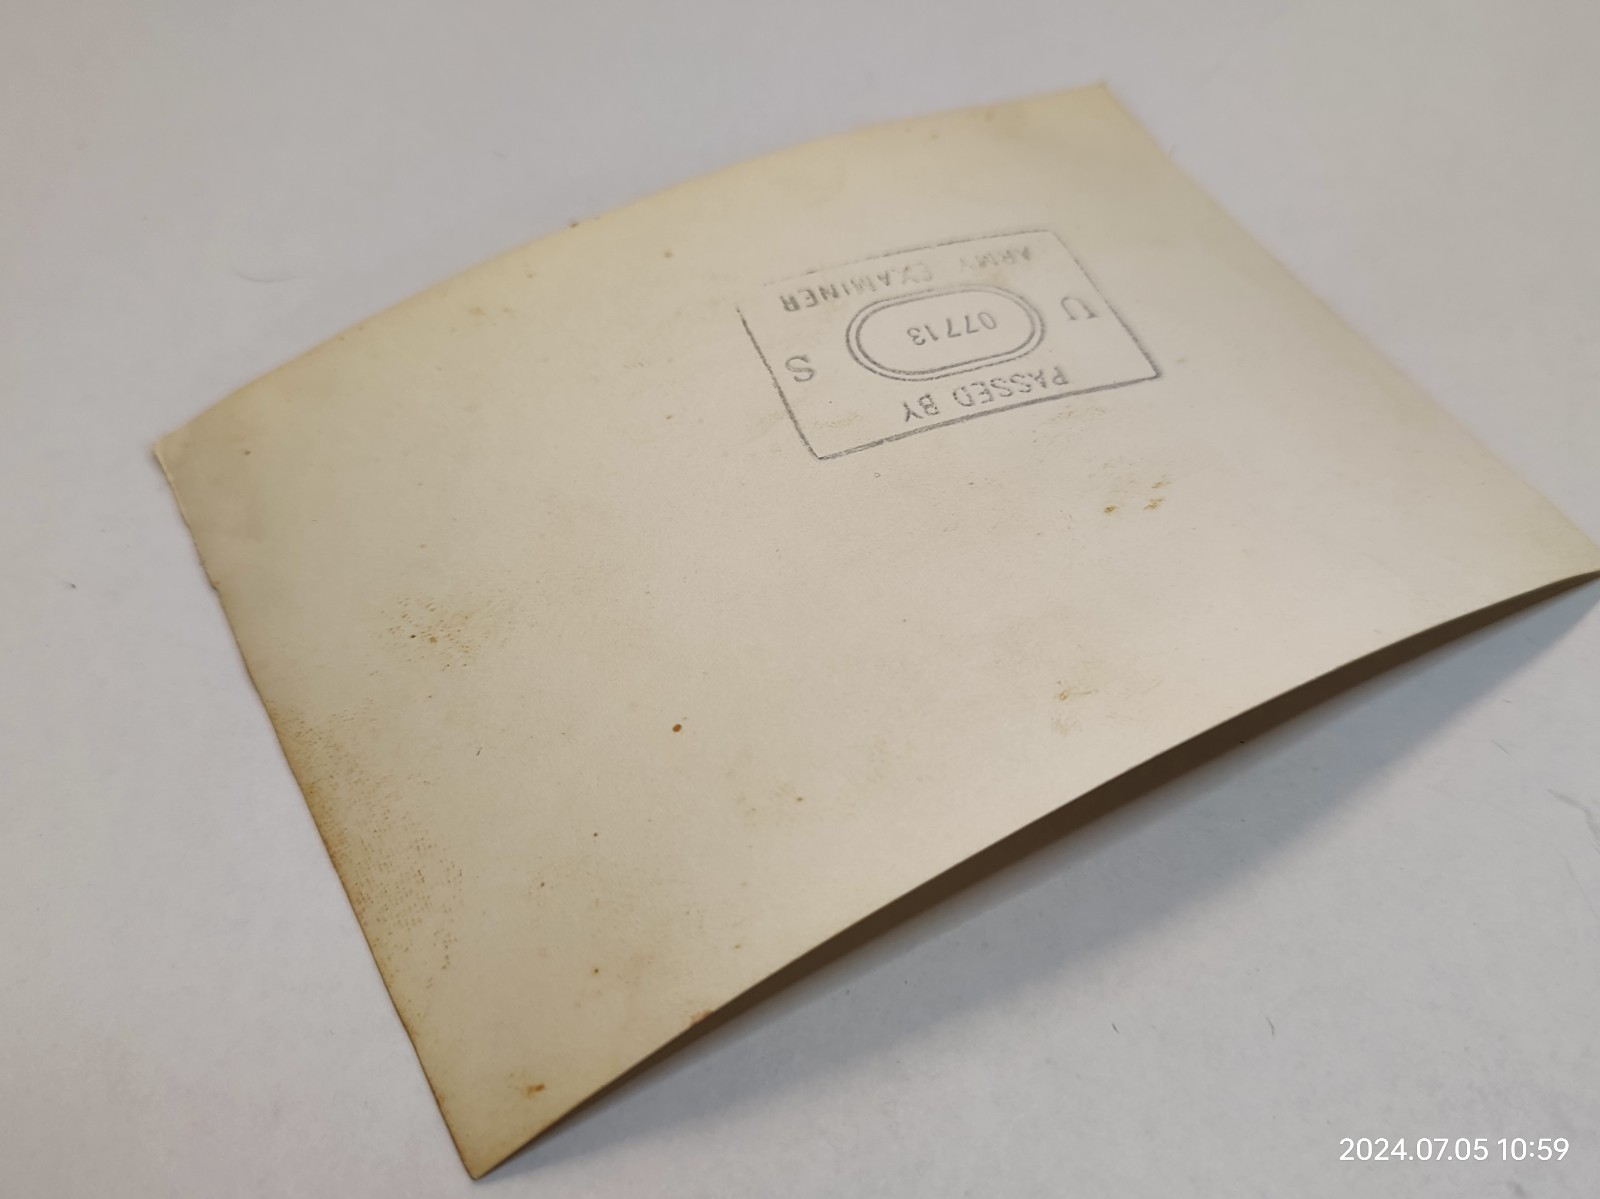 PASSED BY
U 07713 S
ARMY EXAMINER
2024.07.05 10:59